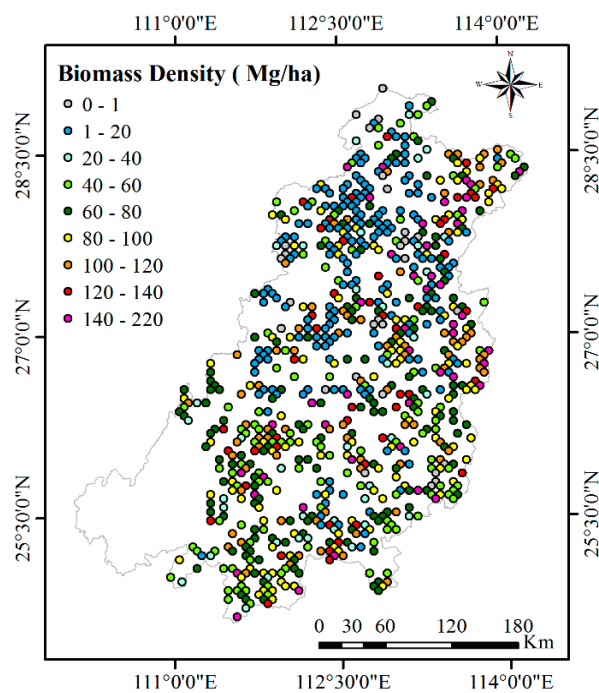 111°0'0"E 112°30'0"E 114°0'0"E
Biomass Density ( Mg/ha)
0 - 1
1 - 20
20 - 40
40 - 60
60 - 80
80 - 100
100 - 120
120 - 140
140 - 220
N
W E
S
28°30'0"N 28°30'0"N
27°0'0"N 27°0'0"N
25°30'0"N 25°30'0"N
0 30 60 120 180
Km
111°0'0"E 112°30'0"E 114°0'0"E